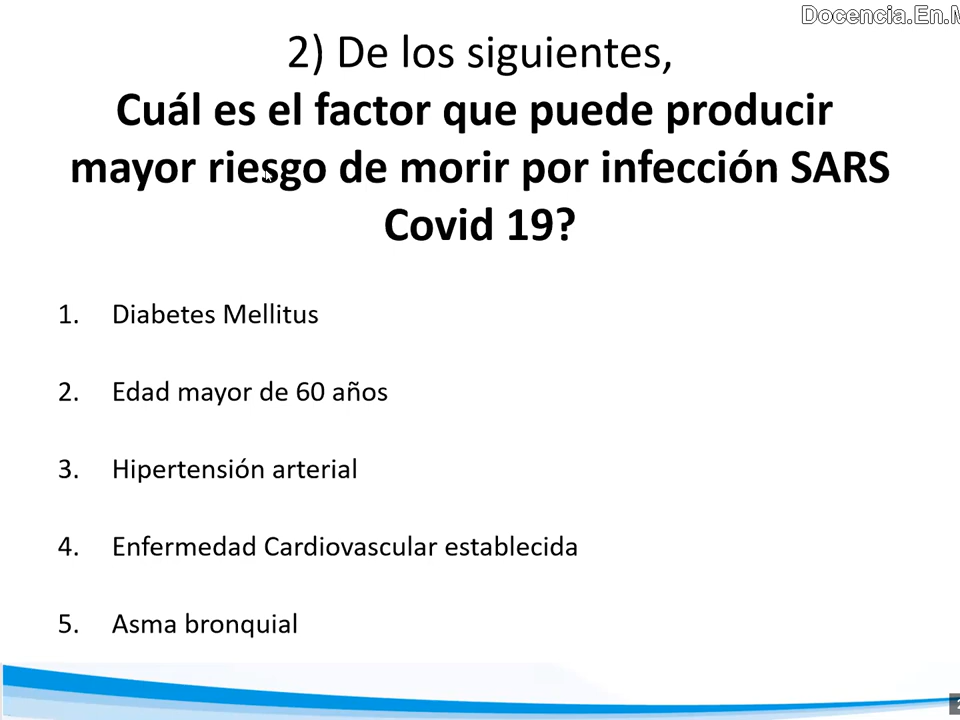 Docencia.En.M
2) De los siguientes,
Cuál es el factor que puede producir
mayor riesgo de morir por infección SARS
Covid 19?
1. Diabetes Mellitus
2. Edad mayor de 60 años
3. Hipertensión arterial
4. Enfermedad Cardiovascular establecida
5. Asma bronquial